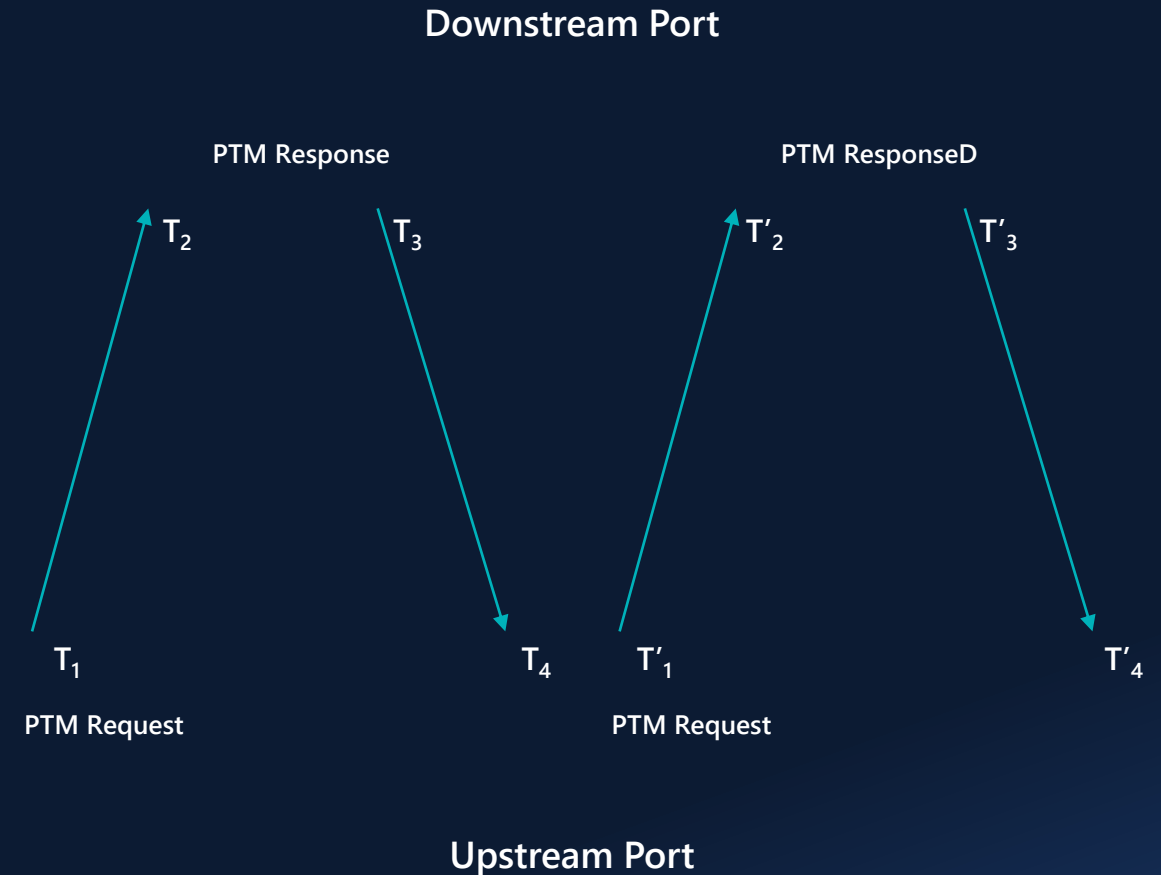 Downstream Port
PTM Response
PTM ResponseD
T₂
T₃
T’₂
T’₃
T₁
T₄
T’₁
T’₄
PTM Request
PTM Request
Upstream Port